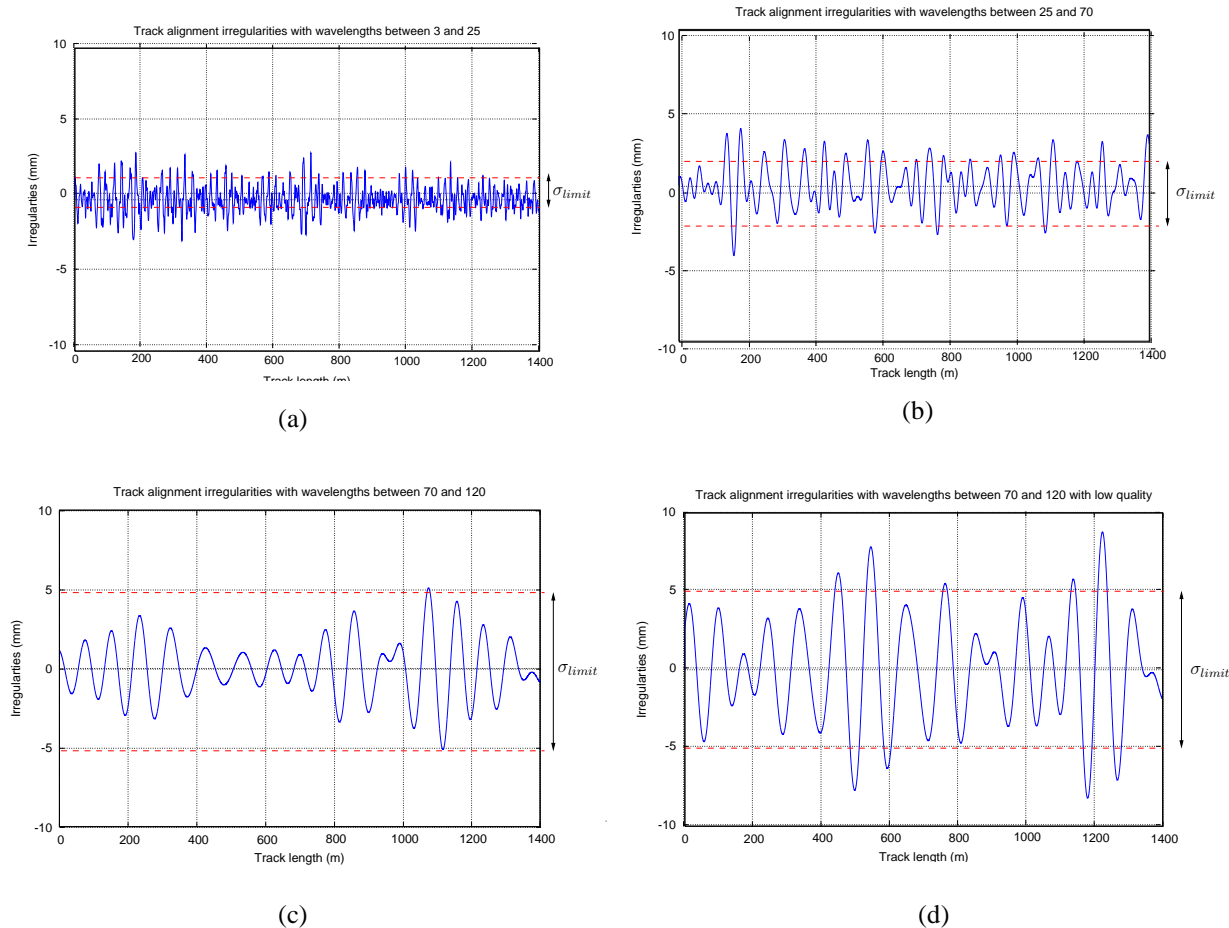 Track alignment irregularities with wavelengths between 3 and 25
10
5
0
-5
-10
Irregularities (mm)
0 200 400 600 800 1000 1200 1400
Track length (m)
σlimit
(a)
Track alignment irregularities with wavelengths between 25 and 70
10
5
0
-5
-10
Irregularities (mm)
0 200 400 600 800 1000 1200 1400
Track length (m)
σlimit
(b)
Track alignment irregularities with wavelengths between 70 and 120
10
5
0
-5
-10
Irregularities (mm)
0 200 400 600 800 1000 1200 1400
Track length (m)
σlimit
(c)
Track alignment irregularities with wavelengths between 70 and 120 with low quality
10
5
0
-5
-10
Irregularities (mm)
0 200 400 600 800 1000 1200 1400
Track length (m)
σlimit
(d)